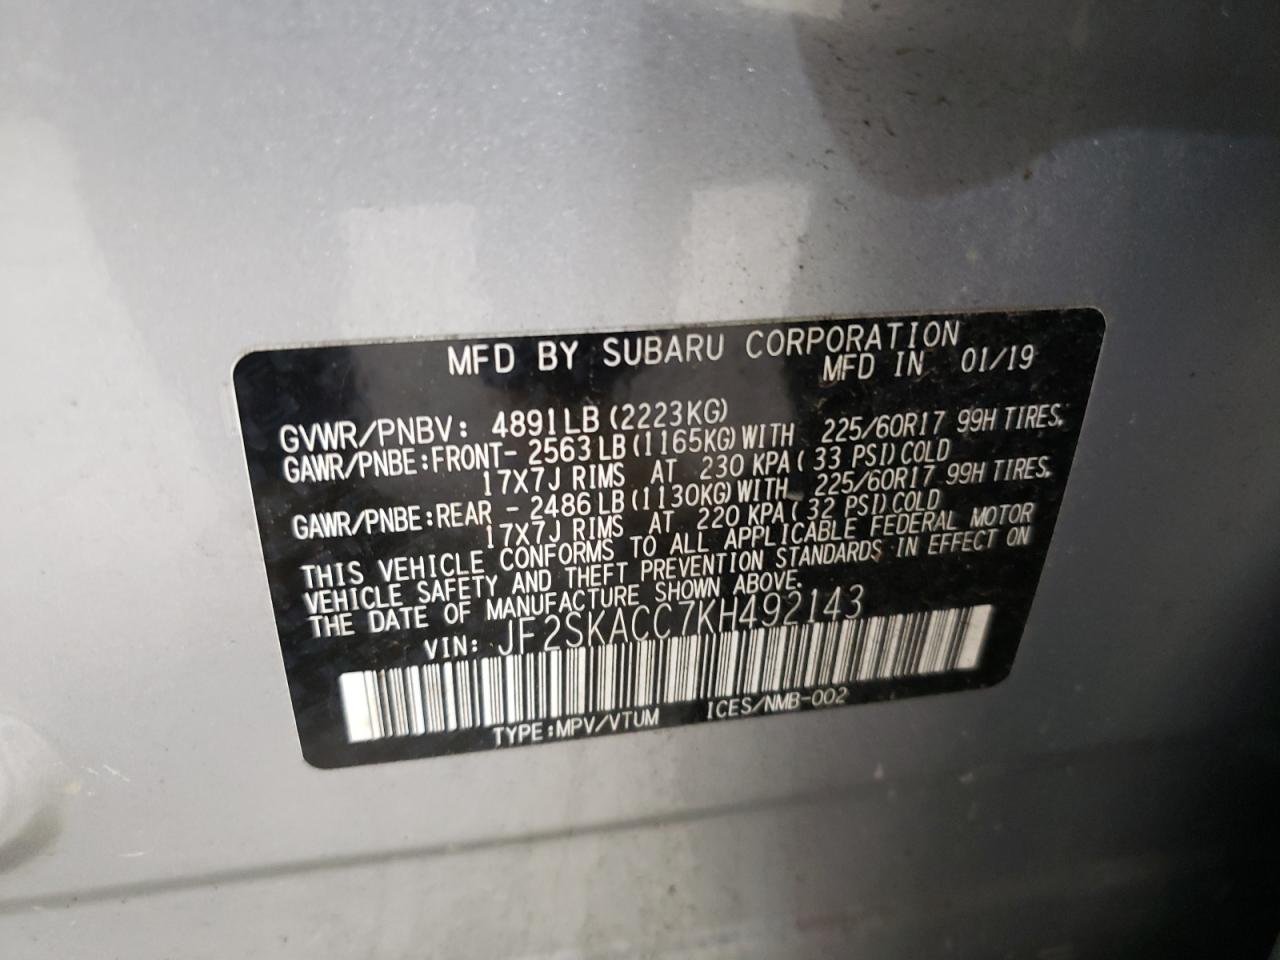 MFD BY SUBARU CORPORATION
MFD IN 01/19
GVWR/PNBV: 4891LB (2223KG)
GAWR/PNBE:FRONT- 2563 LB (1165KG) WITH 225/60R17 99H TIRES,
17X7J RIMS AT 230 KPA( 33 PSI) COLD
GAWR/PNBE:REAR - 2486 LB (1130KG) WITH 225/60R17 99H TIRES,
17X7J RIMS AT 220 KPA( 32 PSI) COLD
THIS VEHICLE CONFORMS TO ALL APPLICABLE FEDERAL MOTOR
VEHICLE SAFETY AND THEFT PREVENTION STANDARDS IN EFFECT ON
THE DATE OF MANUFACTURE SHOWN ABOVE.
VIN: JF2SKACC7KH492143
TYPE:MPV/VTUM ICES/NMB-002